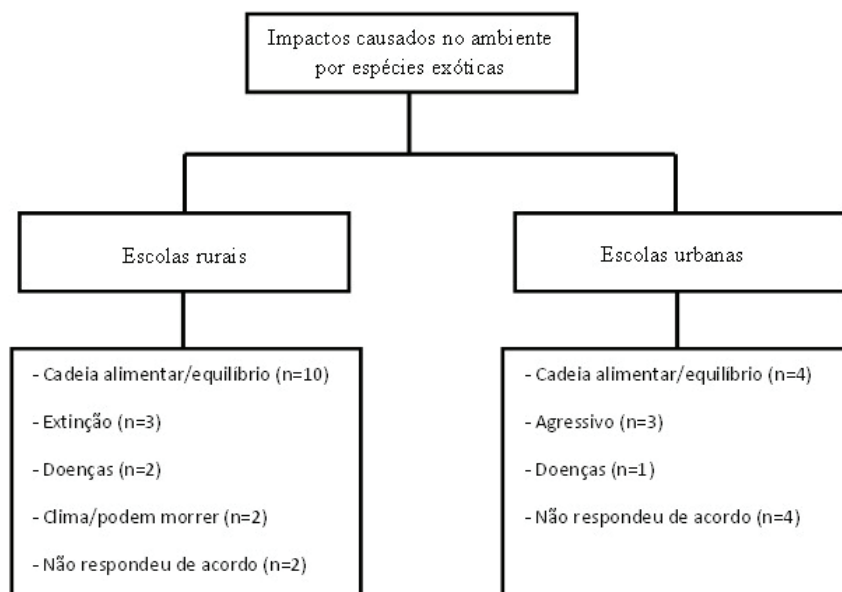 Impactos causados no ambiente
por espécies exóticas
Escolas rurais
Escolas urbanas
- Cadeia alimentar/equilíbrio (n=10)
- Extinção (n=3)
- Doenças (n=2)
- Clima/podem morrer (n=2)
- Não respondeu de acordo (n=2)
- Cadeia alimentar/equilíbrio (n=4)
- Agressivo (n=3)
- Doenças (n=1)
- Não respondeu de acordo (n=4)